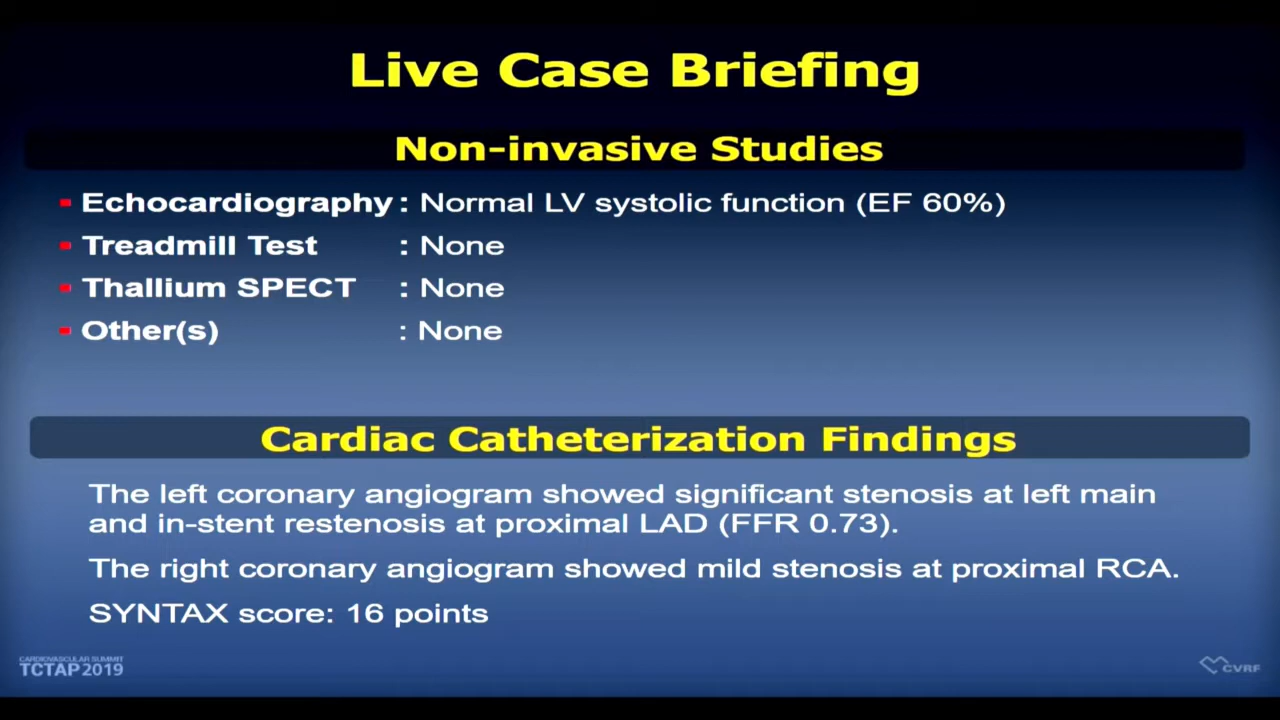 Live Case Briefing
Non-invasive Studies
Echocardiography : Normal LV systolic function (EF 60%)
Treadmill Test : None
Thallium SPECT : None
Other(s) : None
Cardiac Catheterization Findings
The left coronary angiogram showed significant stenosis at left main
and in-stent restenosis at proximal LAD (FFR 0.73).
The right coronary angiogram showed mild stenosis at proximal RCA.
SYNTAX score: 16 points
CARDIOVASCULAR SUMMIT
TCTAP2019
CVRF